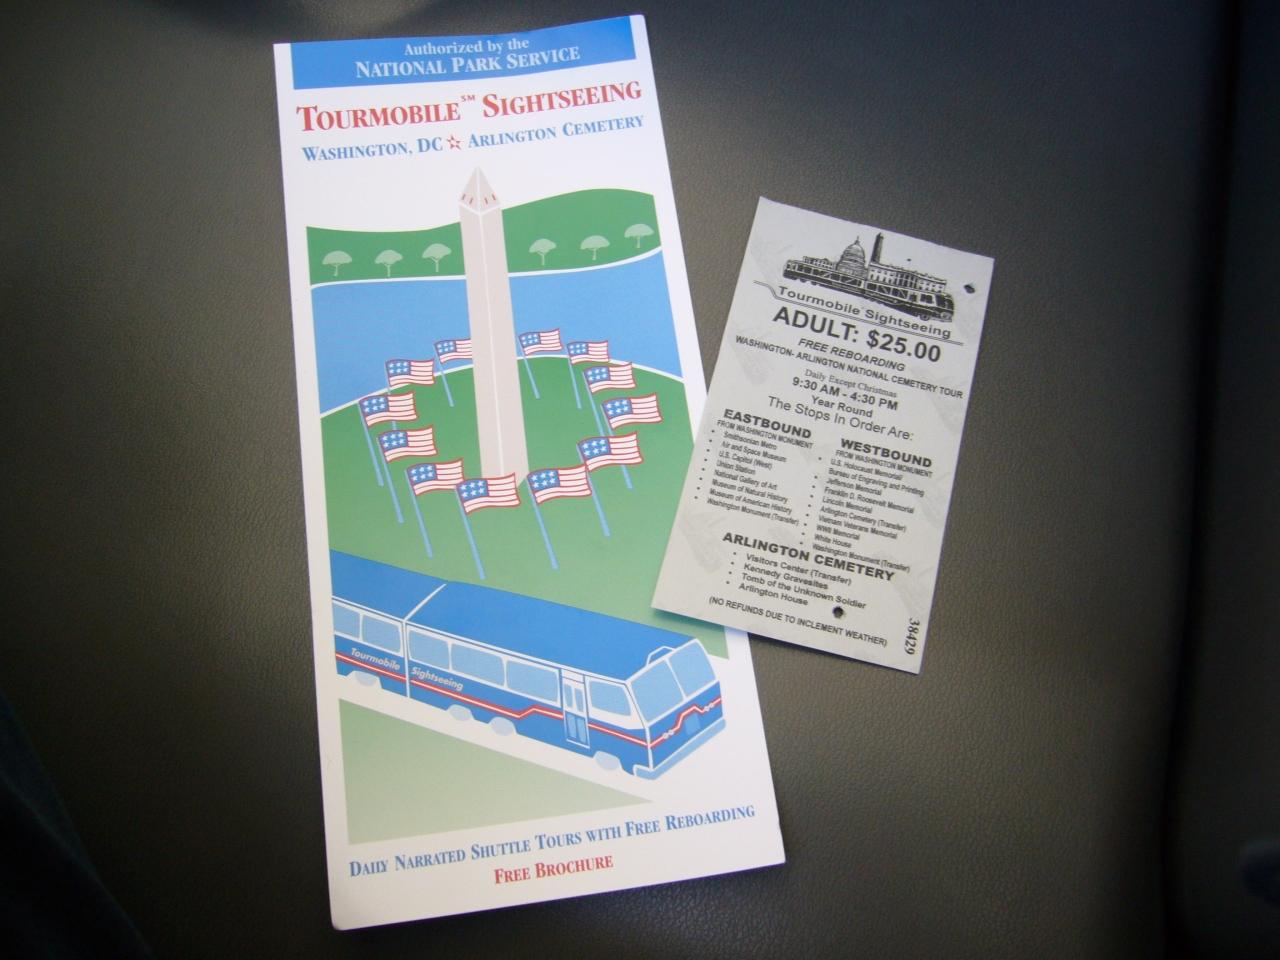 Authorized by the
NATIONAL PARK SERVICE
TOURMOBILE℠ SIGHTSEEING
WASHINGTON, DC ☆ ARLINGTON CEMETERY
Tourmobile Sightseeing
DAILY NARRATED SHUTTLE TOURS WITH FREE REBOARDING
FREE BROCHURE
Tourmobile Sightseeing
ADULT: $25.00
FREE REBOARDING
WASHINGTON- ARLINGTON NATIONAL CEMETERY TOUR
Daily Except Christmas
9:30 AM - 4:30 PM
Year Round
The Stops In Order Are:
EASTBOUND
FROM WASHINGTON MONUMENT
• Smithsonian Metro
• Air and Space Museum
• U.S. Capitol (West)
• Union Station
• National Gallery of Art
• Museum of Natural History
• Museum of American History
• Washington Monument (Transfer)
WESTBOUND
FROM WASHINGTON MONUMENT
• U.S. Holocaust Memorial/
Bureau of Engraving and Printing
• Jefferson Memorial
• Franklin D. Roosevelt Memorial
• Lincoln Memorial
• Arlington Cemetery (Transfer)
• Vietnam Veterans Memorial
• WWII Memorial
• White House
• Washington Monument (Transfer)
ARLINGTON CEMETERY
• Visitors Center (Transfer)
• Kennedy Gravesites
• Tomb of the Unknown Soldier
• Arlington House
(NO REFUNDS DUE TO INCLEMENT WEATHER)
38429